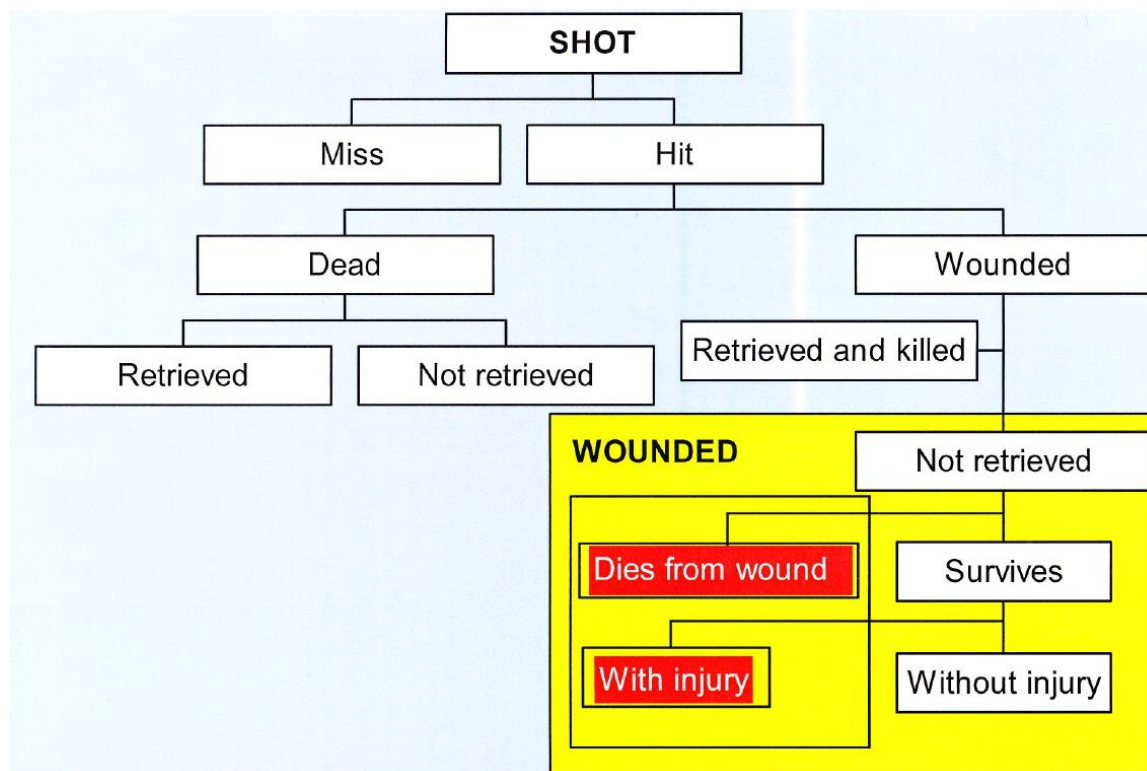 SHOT
Miss
Hit
Dead
Wounded
Retrieved and killed
Retrieved
Not retrieved
WOUNDED
Not retrieved
Dies from wound
Survives
With injury
Without injury